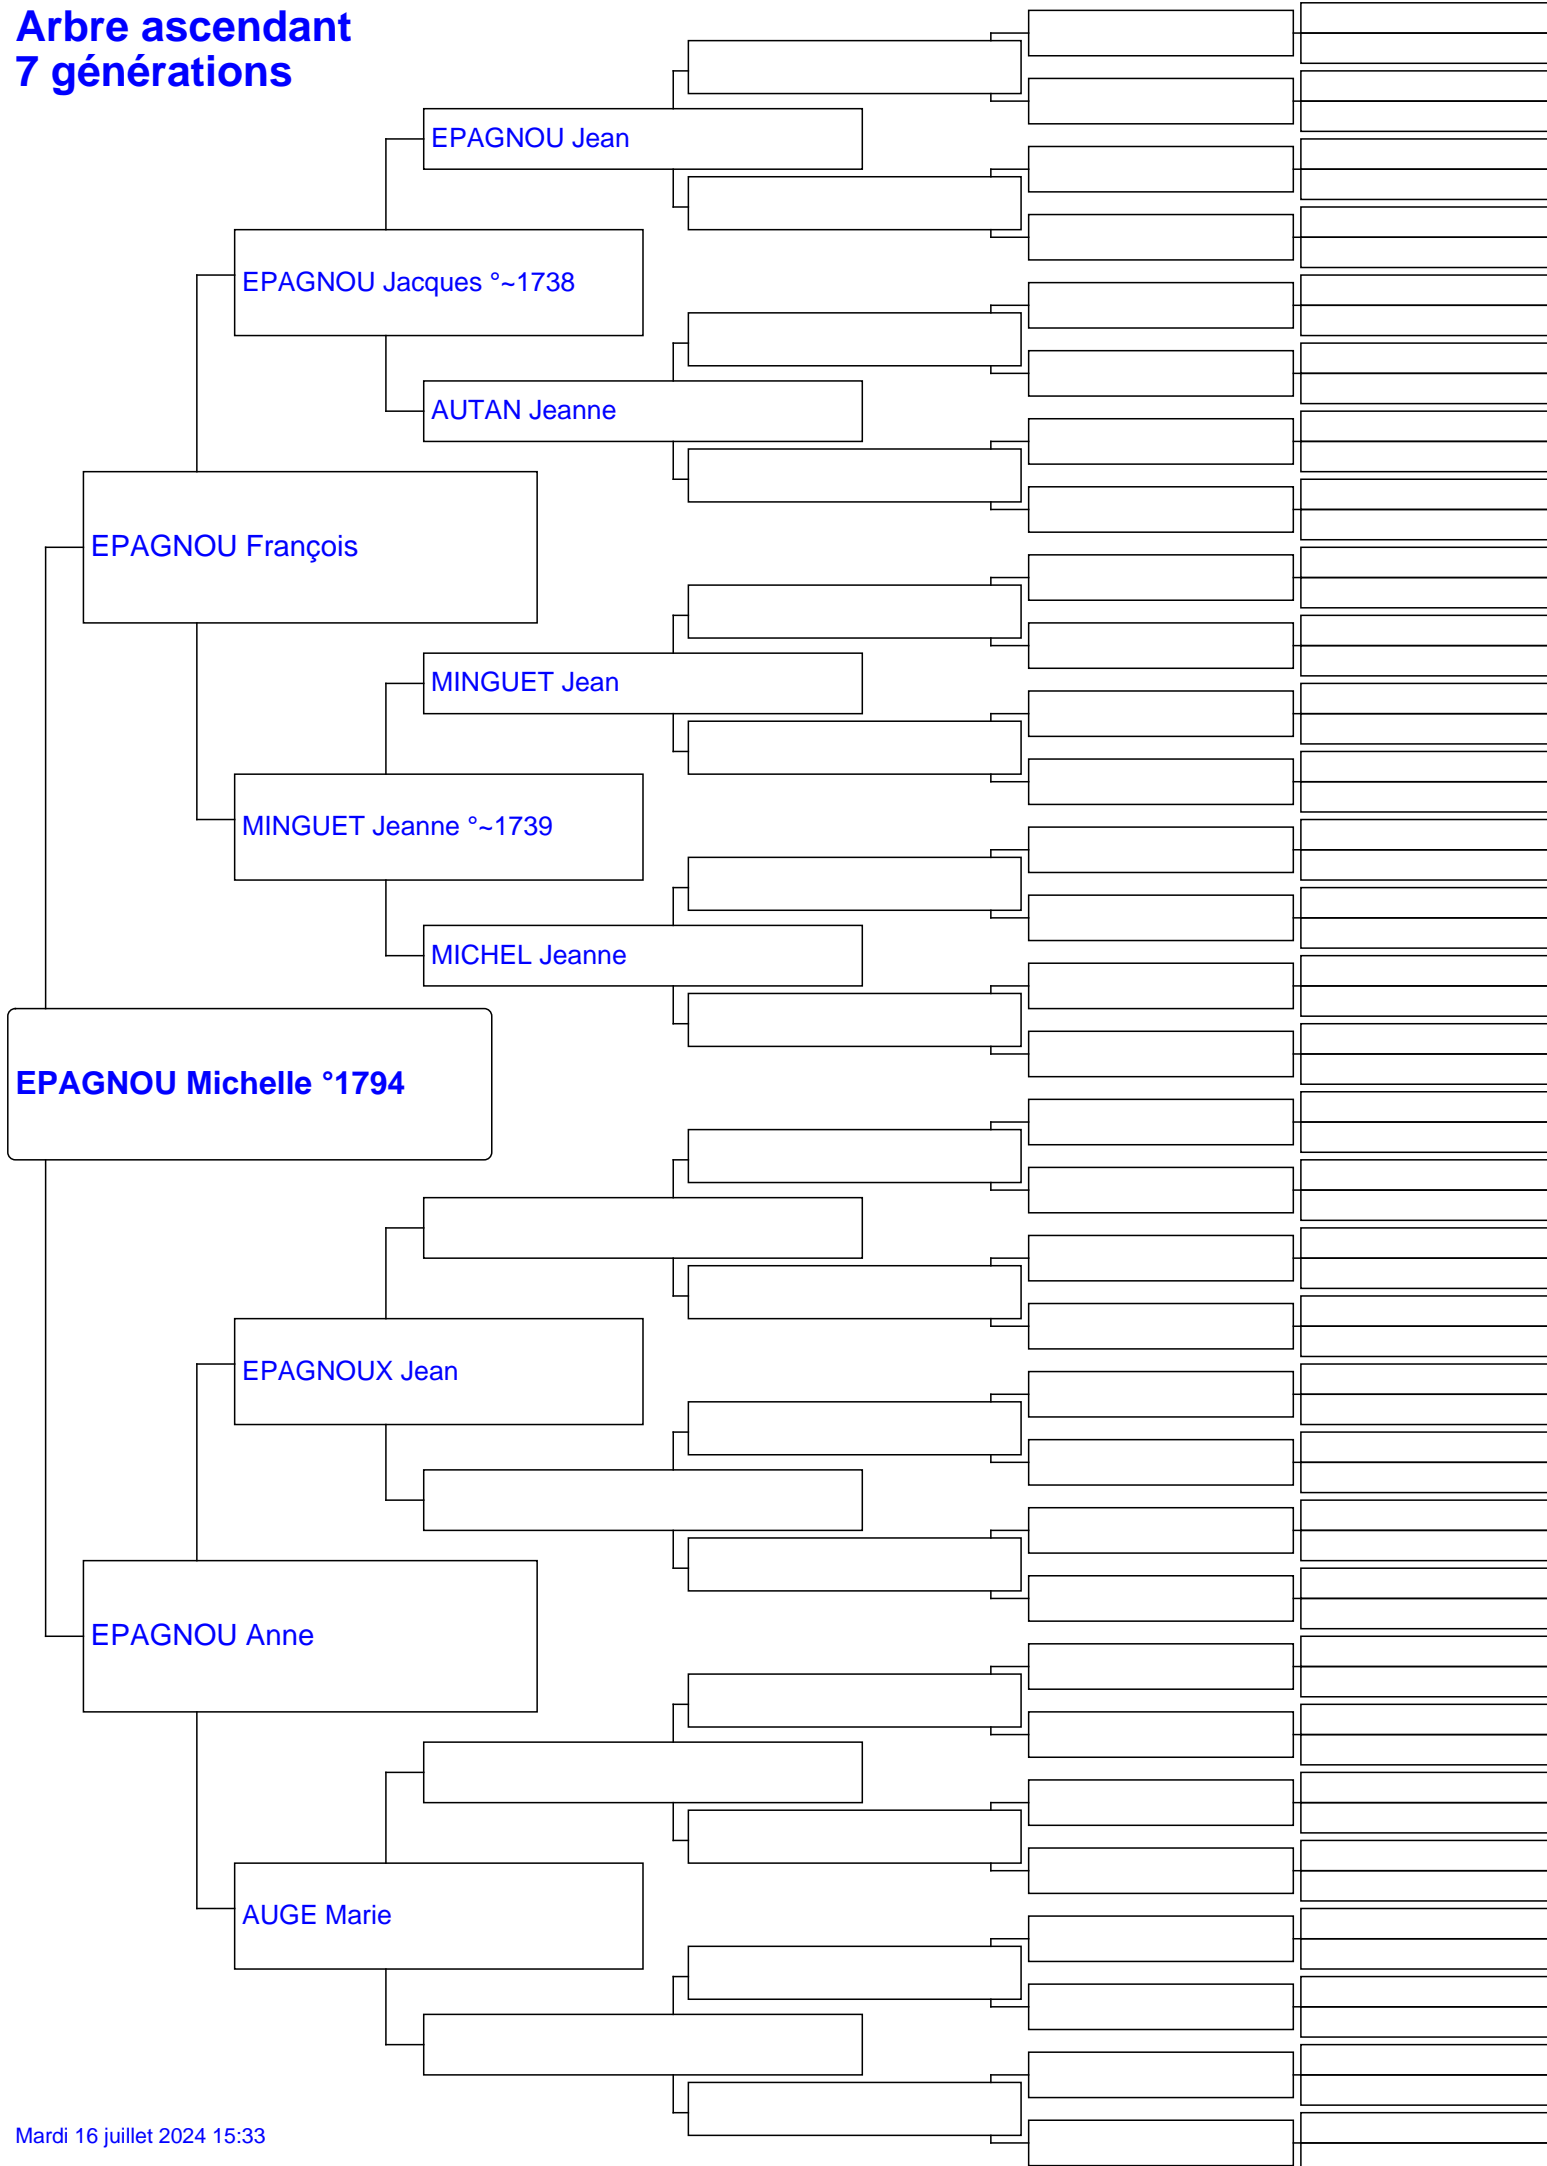 Arbre ascendant
7 générations
EPAGNOU Jean
EPAGNOU Jacques °~1738
AUTAN Jeanne
EPAGNOU François
MINGUET Jean
MINGUET Jeanne °~1739
MICHEL Jeanne
EPAGNOU Michelle °1794
EPAGNOUX Jean
EPAGNOU Anne
AUGE Marie
Mardi 16 juillet 2024 15:33